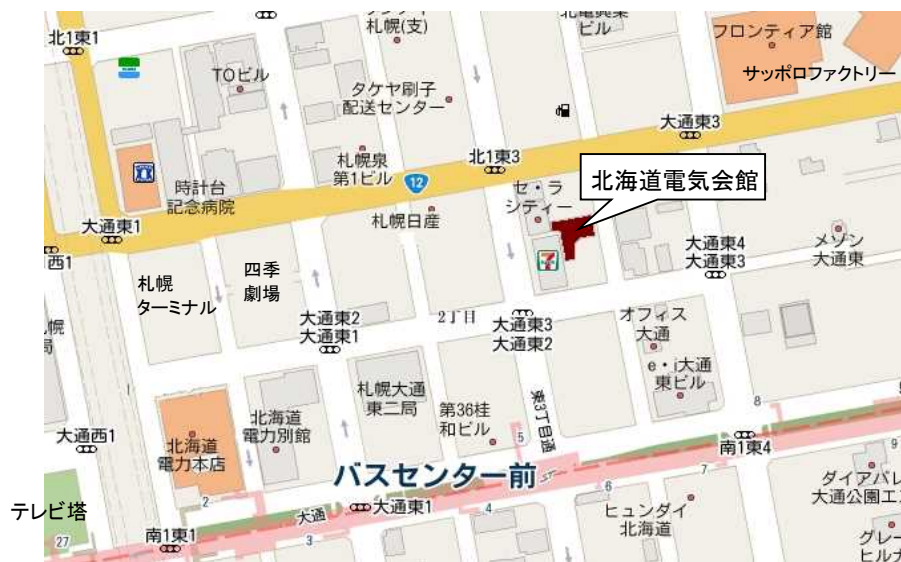 北1東1
札幌(支)
ビル
フロンティア館
サッポロファクトリー
TOビル
タケヤ刷子
配送センター
大通東3
札幌泉
第1ビル
北1東3
北海道電気会館
12
時計台
記念病院
セ・ラ
シティー
札幌日産
大通東1
西1
大通東4
大通東3
メゾン
大通東
札幌
ターミナル
四季
劇場
7
大通東2
大通東1
2丁目
大通東3
大通東2
オフィス
大通
e・i大通
東ビル
札幌大通
東二局
第36桂
和ビル
東3丁目通
北海道
電力別館
北海道
電力本店
大通西1
5
8
9
南1東4
バスセンター前
テレビ塔
27
2
大通
大通東1
3
4
6
7
南1東1
ヒュンダイ
北海道
ダイアパレ
大通公園エ
グレー
ヒルナ